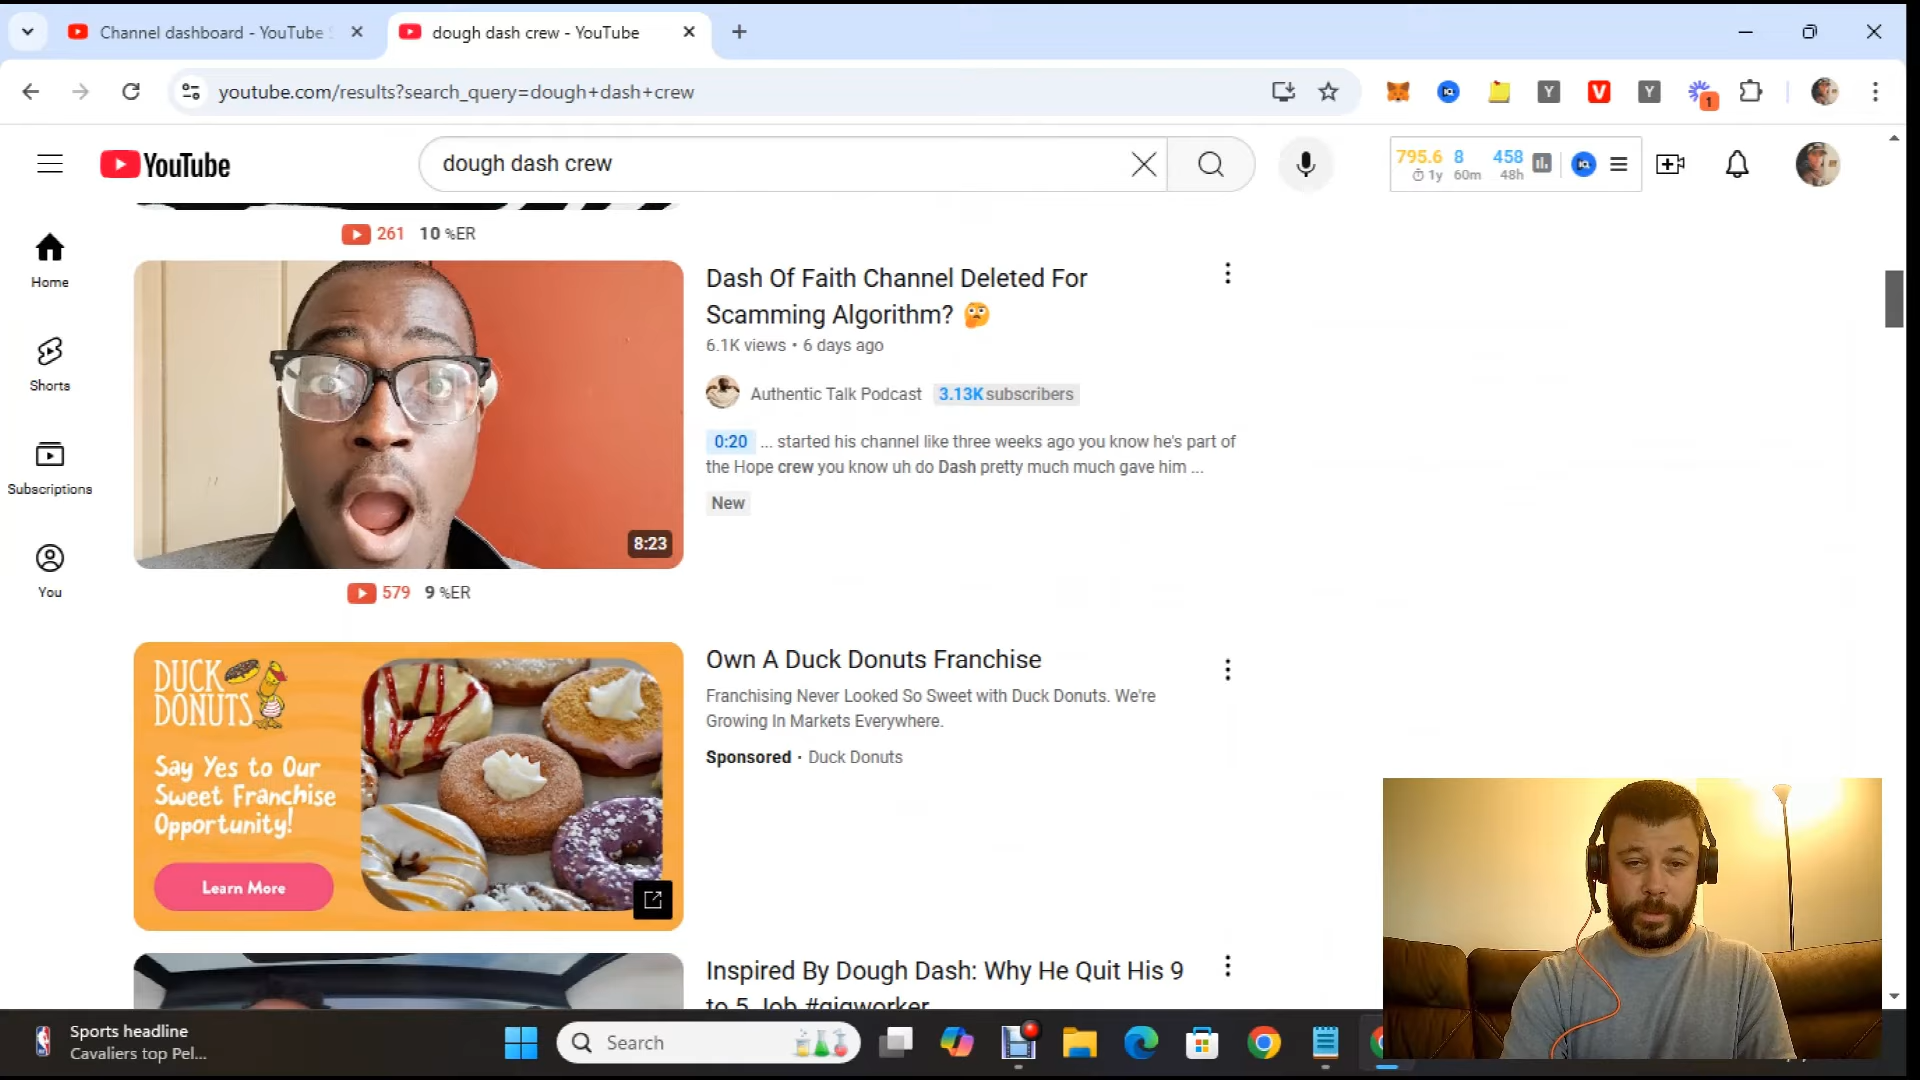 Channel dashboard - YouTube S
dough dash crew - YouTube
youtube.com/results?search_query=dough+dash+crew
1
YouTube
dough dash crew
795.6 8 458
1y 60m 48h
Home
Shorts
Subscriptions
You
261 10 %ER
8:23
579 9 %ER
Dash Of Faith Channel Deleted For
Scamming Algorithm? 🤔
6.1K views • 6 days ago
Authentic Talk Podcast 3.13K subscribers
0:20 ... started his channel like three weeks ago you know he's part of
the Hope crew you know uh do Dash pretty much much gave him ...
New
DUCK
DONUTS
Say Yes to Our
Sweet Franchise
Opportunity!
Learn More
Own A Duck Donuts Franchise
Franchising Never Looked So Sweet with Duck Donuts. We're
Growing In Markets Everywhere.
Sponsored · Duck Donuts
Inspired By Dough Dash: Why He Quit His 9
to 5 Job #gigworker
Sports headline
Cavaliers top Pel...
Search